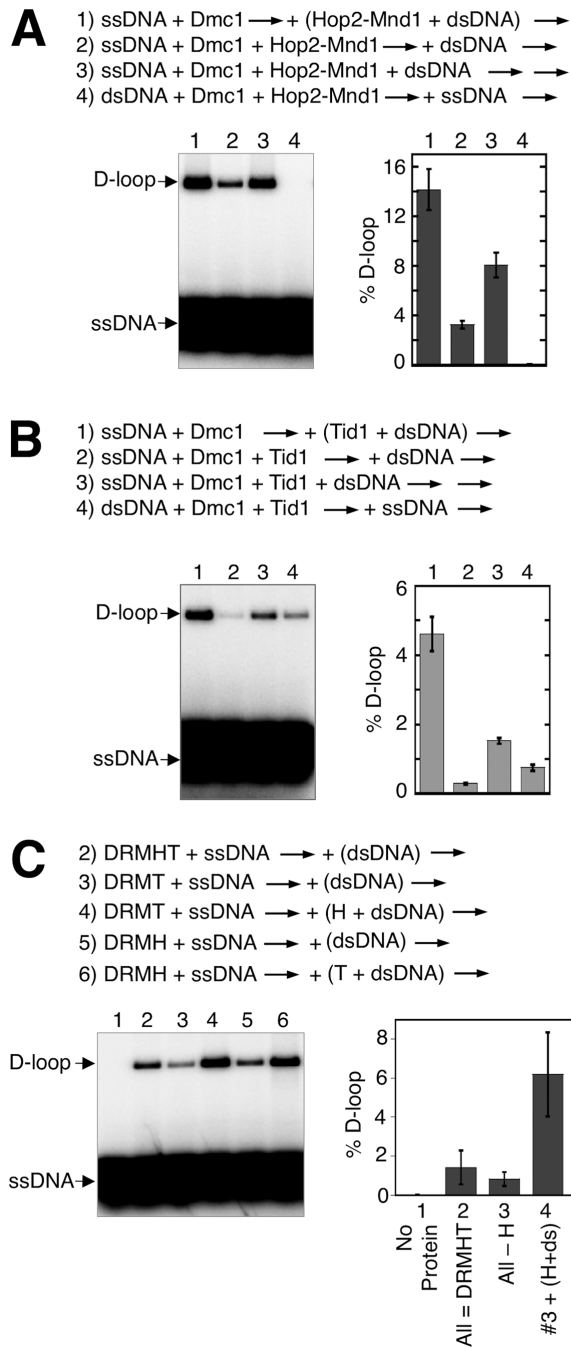 A
1) ssDNA + Dmc1 → + (Hop2-Mnd1 + dsDNA) →
2) ssDNA + Dmc1 + Hop2-Mnd1 → + dsDNA →
3) ssDNA + Dmc1 + Hop2-Mnd1 + dsDNA → →
4) dsDNA + Dmc1 + Hop2-Mnd1 → + ssDNA →
1 2 3 4
D-loop
ssDNA
1 2 3 4
16
12
8
4
0
% D-loop
B
1) ssDNA + Dmc1 → + (Tid1 + dsDNA) →
2) ssDNA + Dmc1 + Tid1 → + dsDNA →
3) ssDNA + Dmc1 + Tid1 + dsDNA → →
4) dsDNA + Dmc1 + Tid1 → + ssDNA →
1 2 3 4
D-loop
ssDNA
1 2 3 4
6
4
2
0
% D-loop
C
2) DRMHT + ssDNA → + (dsDNA) →
3) DRMT + ssDNA → + (dsDNA) →
4) DRMT + ssDNA → + (H + dsDNA) →
5) DRMH + ssDNA → + (dsDNA) →
6) DRMH + ssDNA → + (T + dsDNA) →
1 2 3 4 5 6
D-loop
ssDNA
8
6
4
2
0
% D-loop
1 2 3 4
No
Protein
All = DRMHT
All – H
#3 + (H+ds)